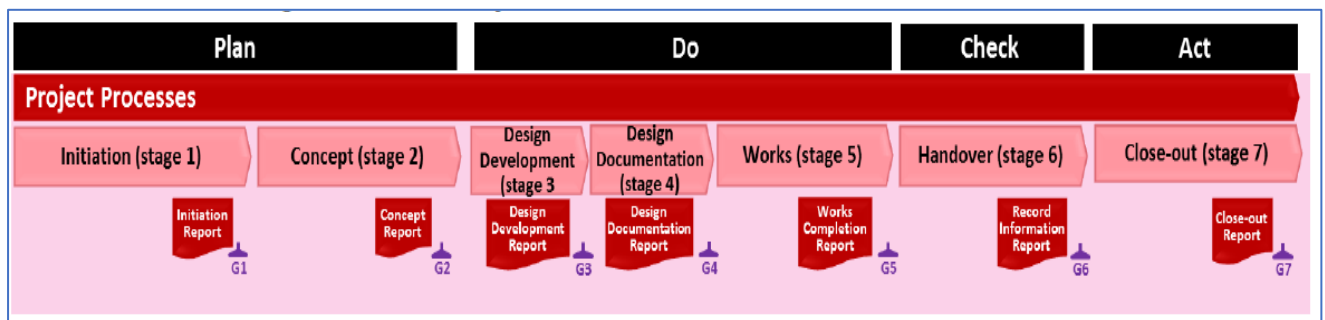 Plan
Do
Check
Act
Project Processes
Initiation (stage 1)
Concept (stage 2)
Design
Development
(stage 3
Design
Documentation
(stage 4)
Works (stage 5)
Handover (stage 6)
Close-out (stage 7)
Initiation
Report
G1
Concept
Report
G2
Design
Development
Report
G3
Design
Documentation
Report
G4
Works
Completion
Report
G5
Record
Information
Report
G6
Close-out
Report
G7